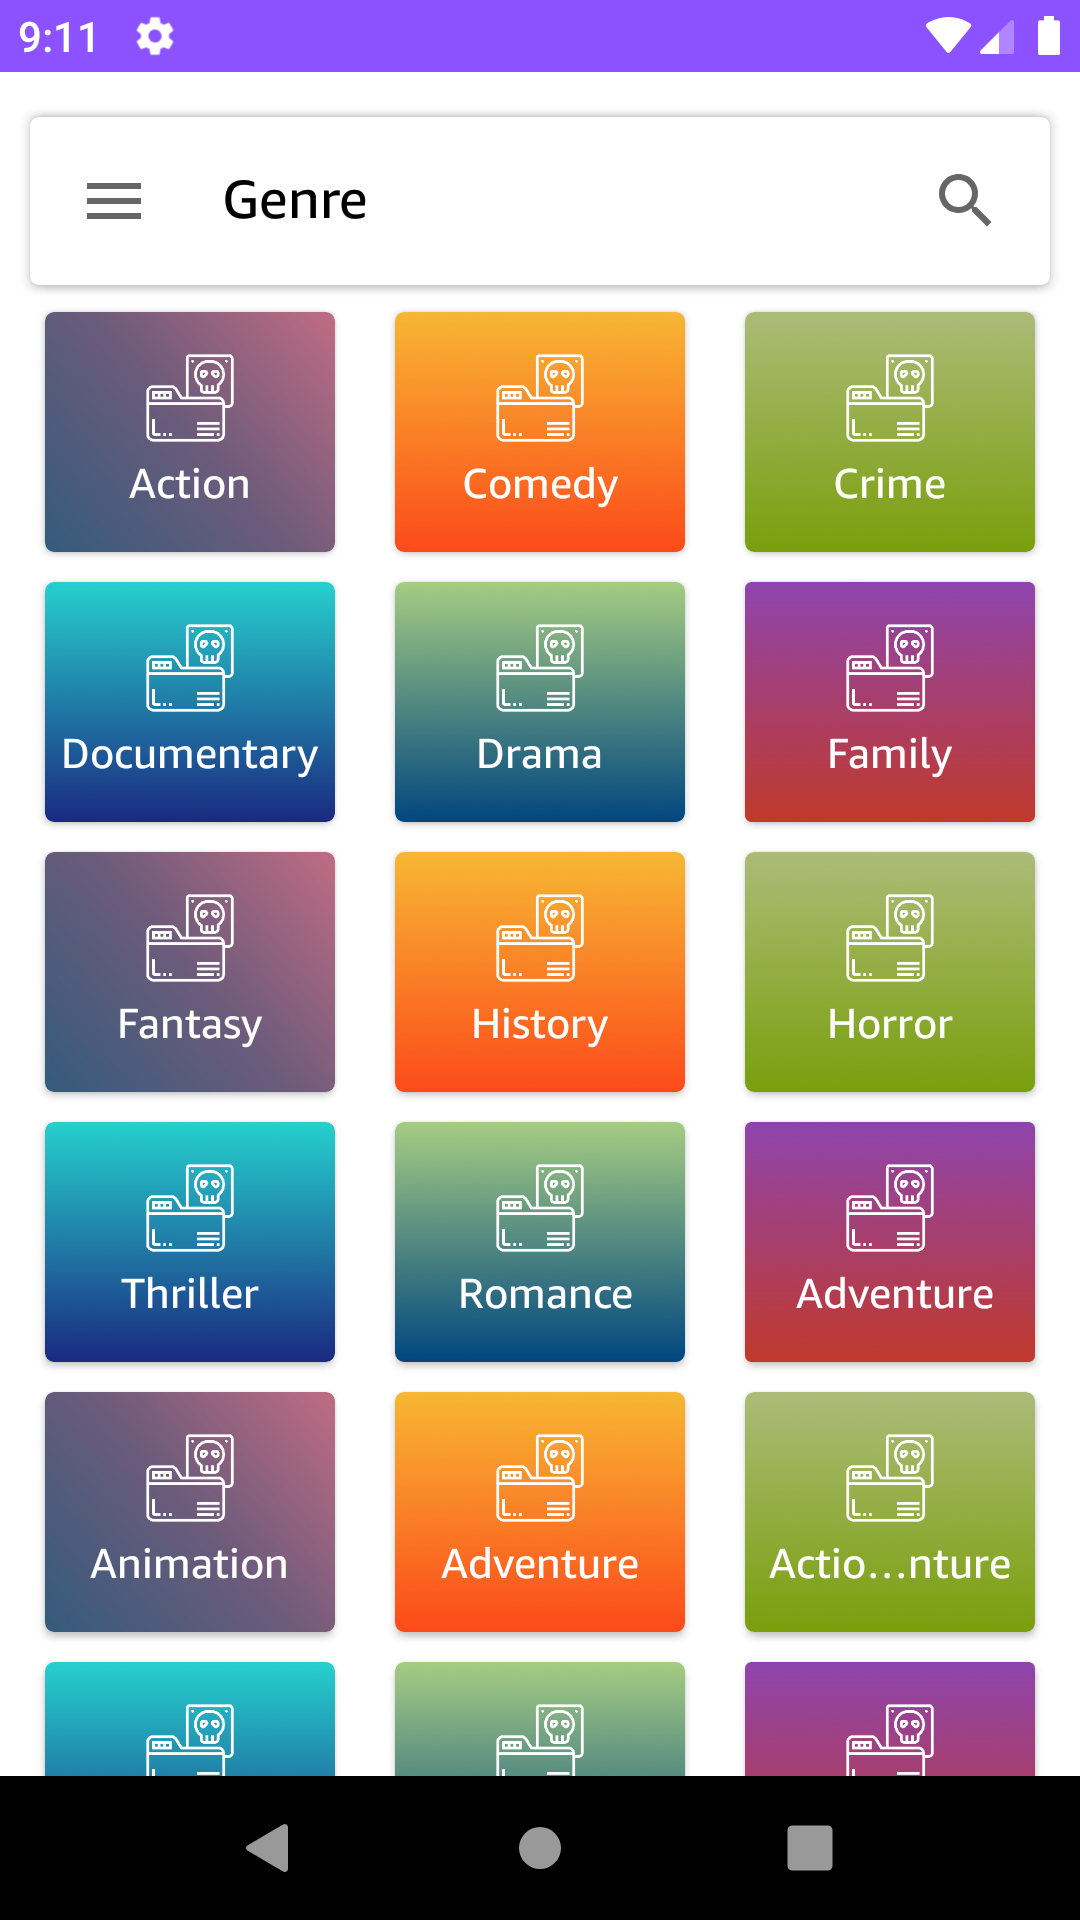 9:11
Genre
Action
Comedy
Crime
Documentary
Drama
Family
Fantasy
History
Horror
Thriller
Romance
Adventure
Animation
Adventure
Actio...nture